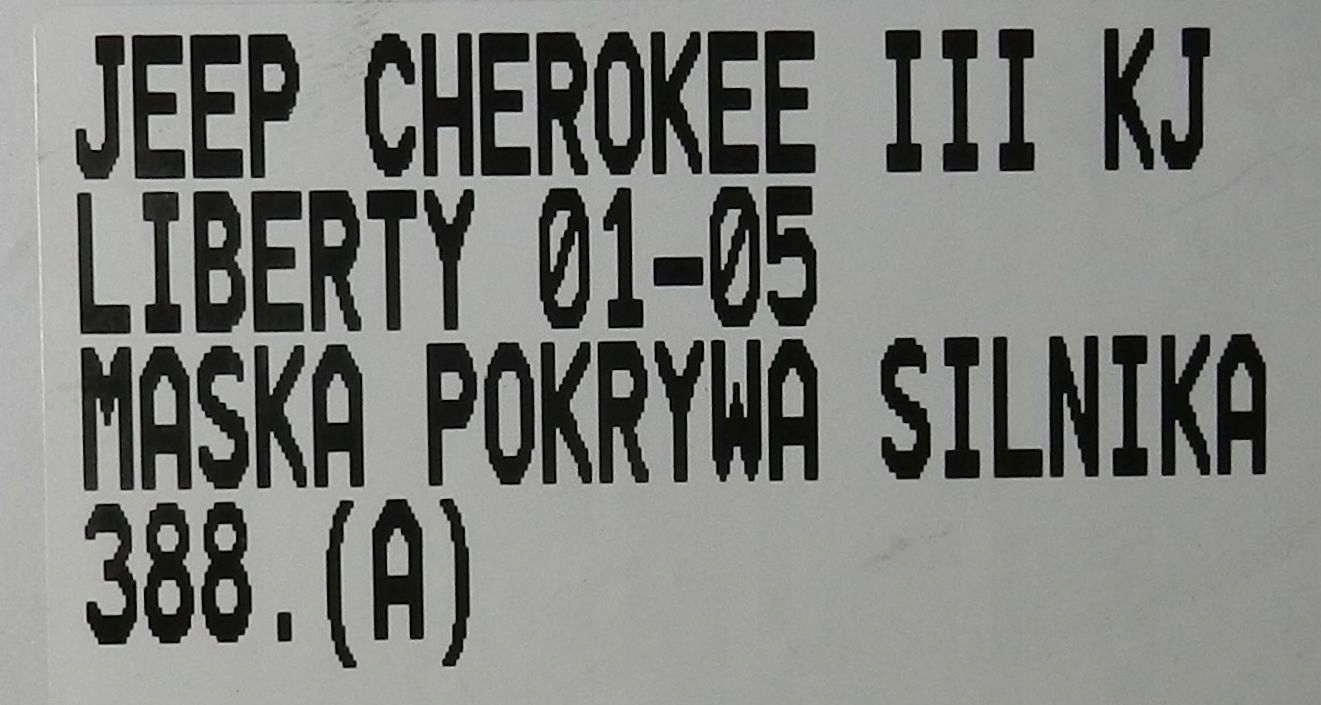 JEEP CHEROKEE III KJ
LIBERTY 01-05
MASKA POKRYWA SILNIKA
388.(A)